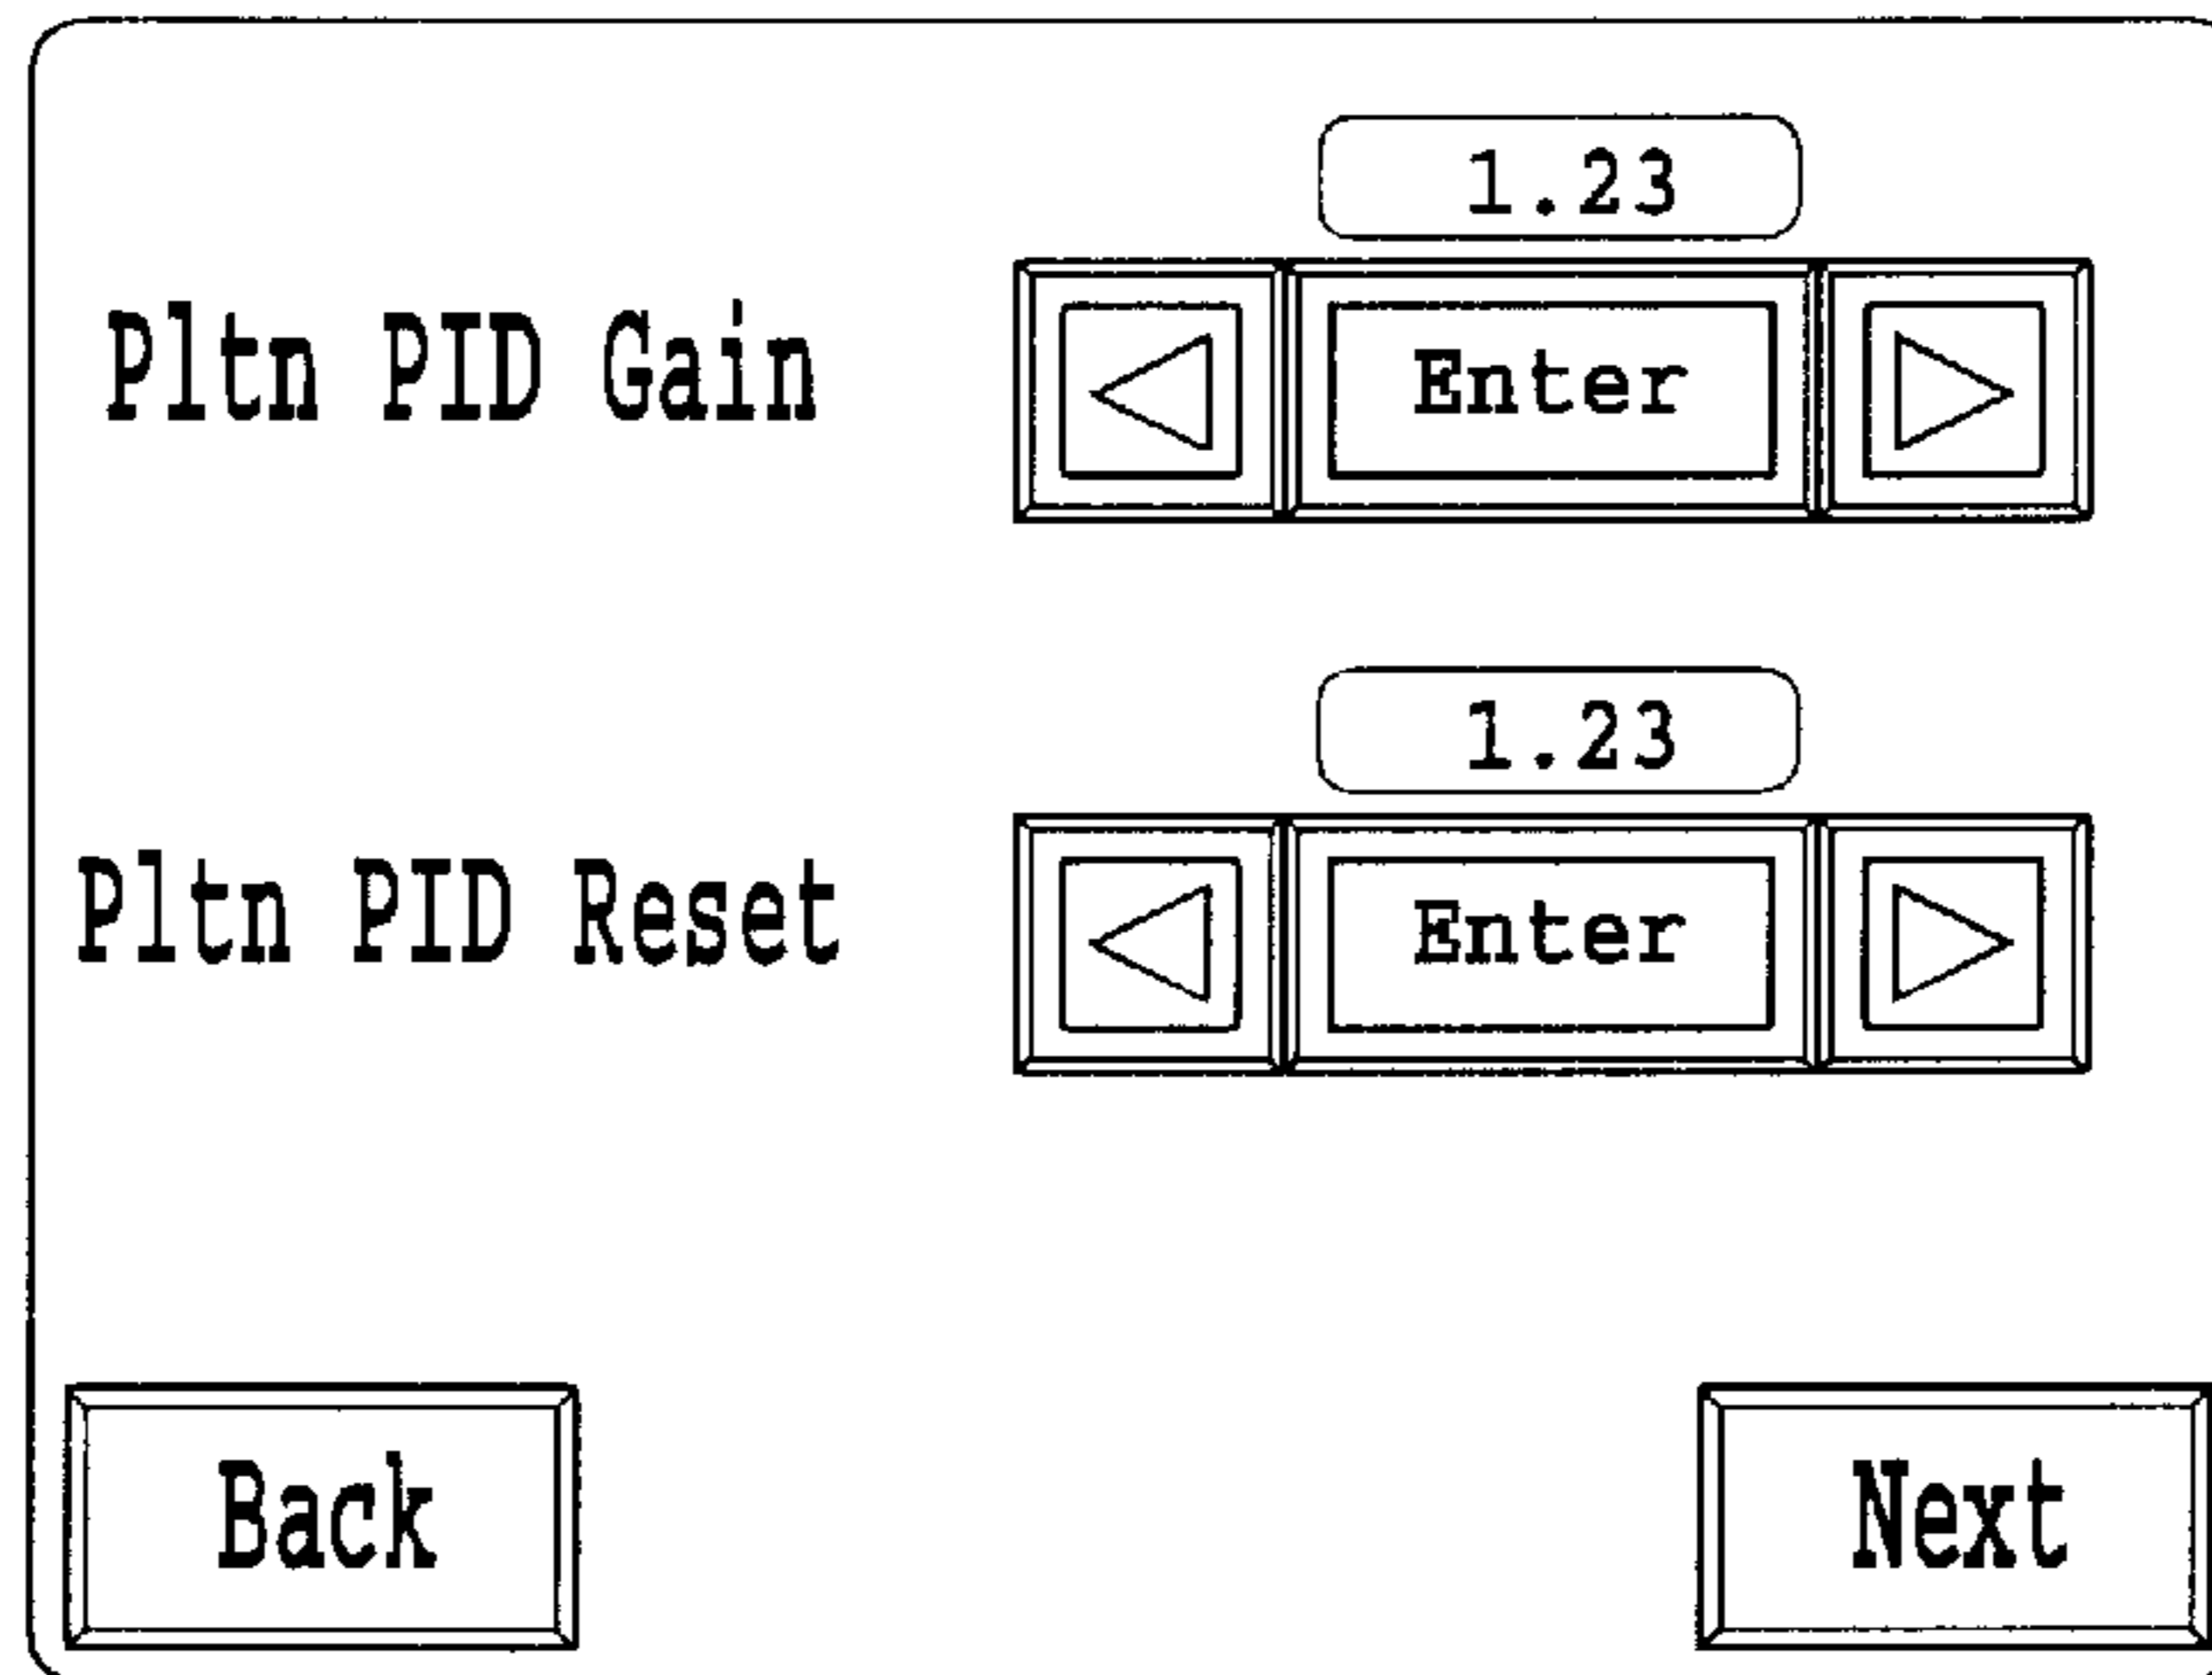 1.23
Pltn PID Gain
Enter
1.23
Pltn PID Reset
Enter
Back
Next